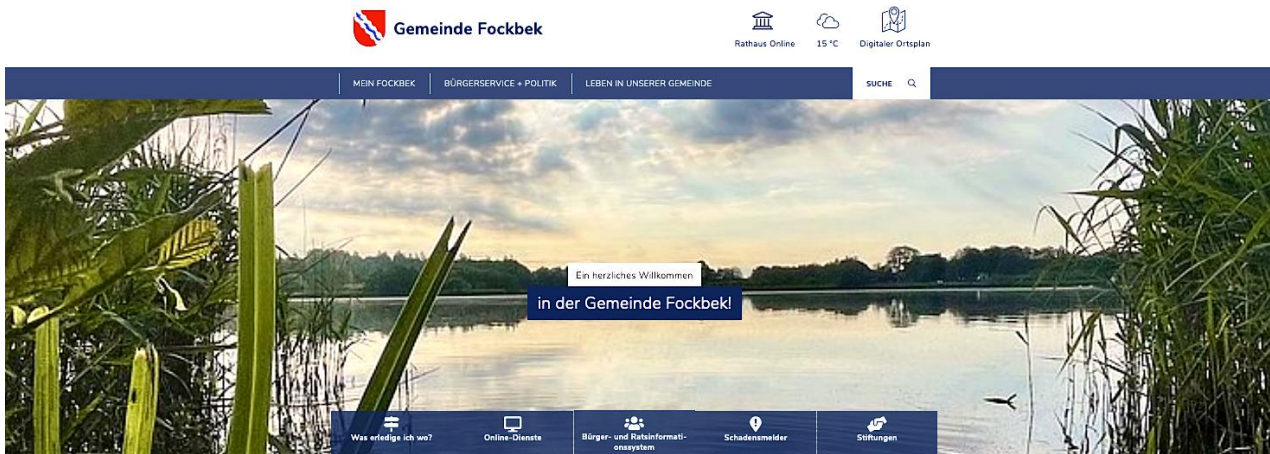 Gemeinde Fockbek
Rathaus Online
15 °C
Digitaler Ortsplan
MEIN FOCKBEK
BÜRGERSERVICE + POLITIK
LEBEN IN UNSERER GEMEINDE
SUCHE
Ein herzliches Willkommen
in der Gemeinde Fockbek!
Was erledige ich wo?
Online-Dienste
Bürger- und Ratsinformati-
onssystem
Schadensmelder
Stiftungen